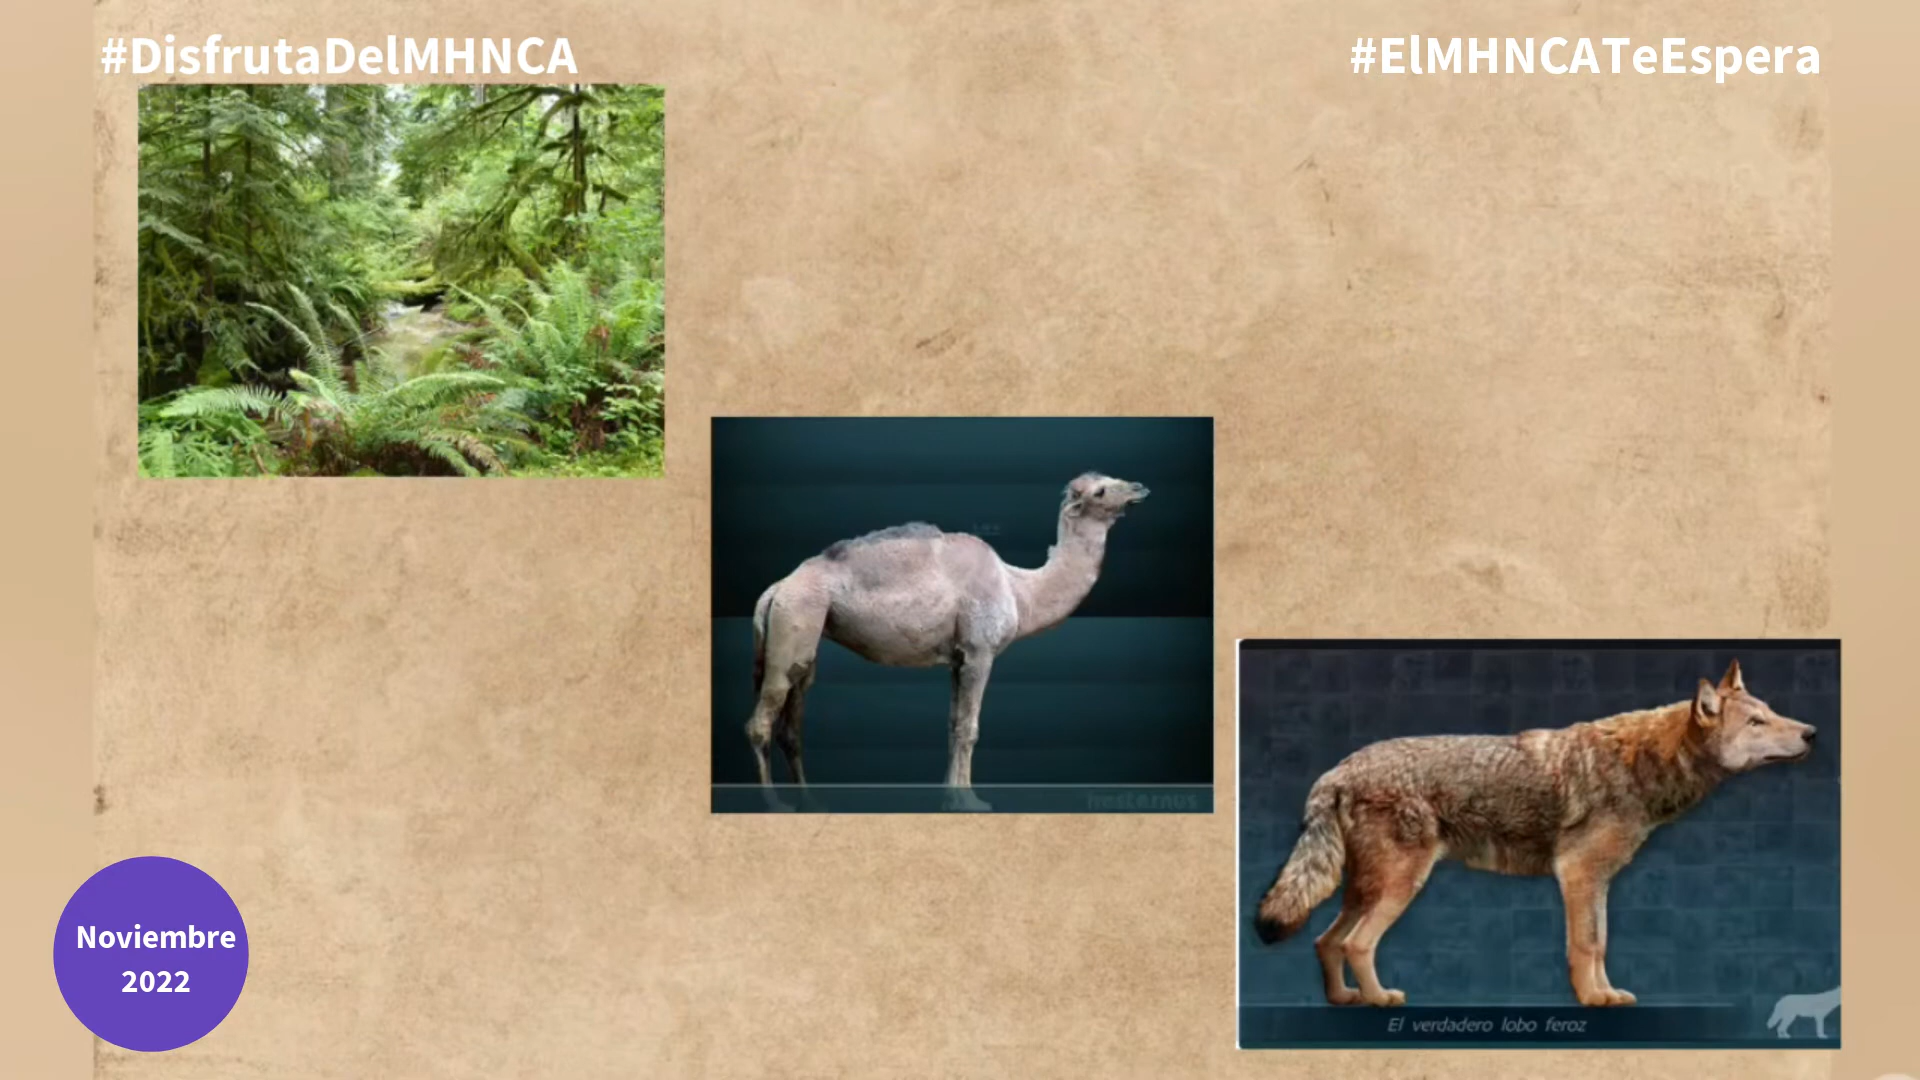 #DisfrutaDelMHNCA
#ElMHNCATeEspera
El verdadero lobo feroz
Noviembre
2022